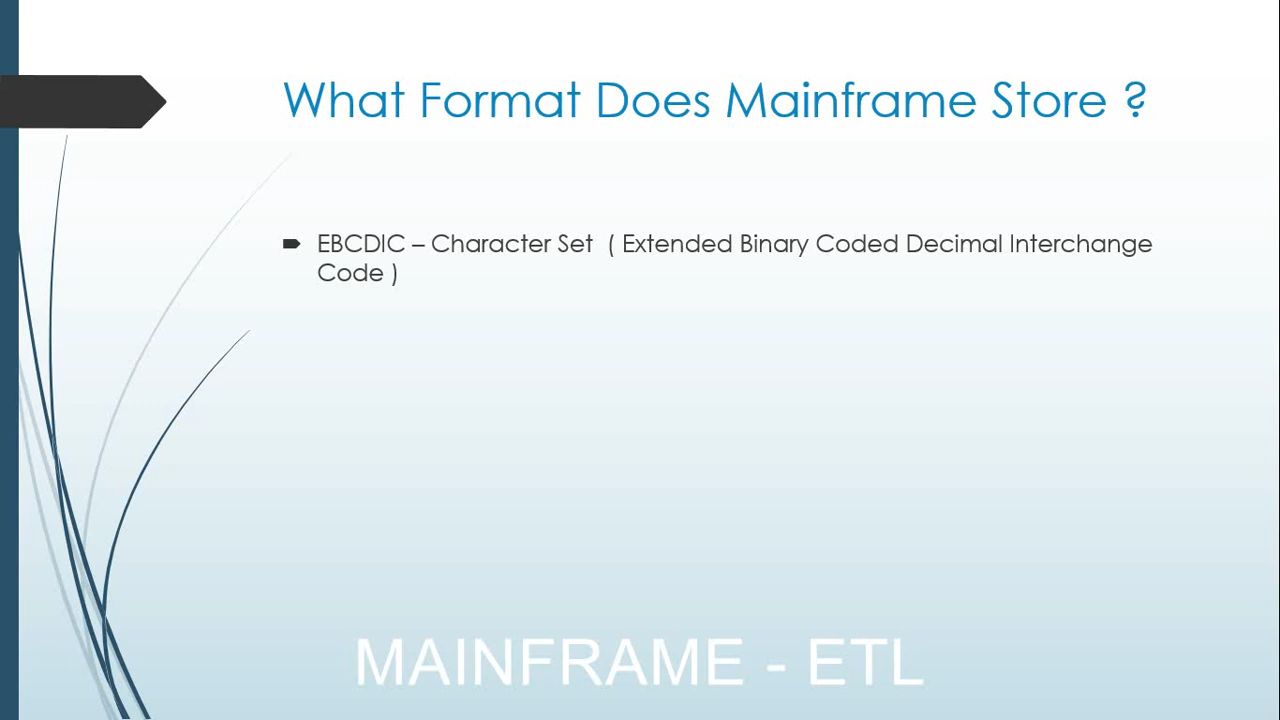 What Format Does Mainframe Store ?
EBCDIC – Character Set ( Extended Binary Coded Decimal Interchange
Code )
MAINFRAME - ETL